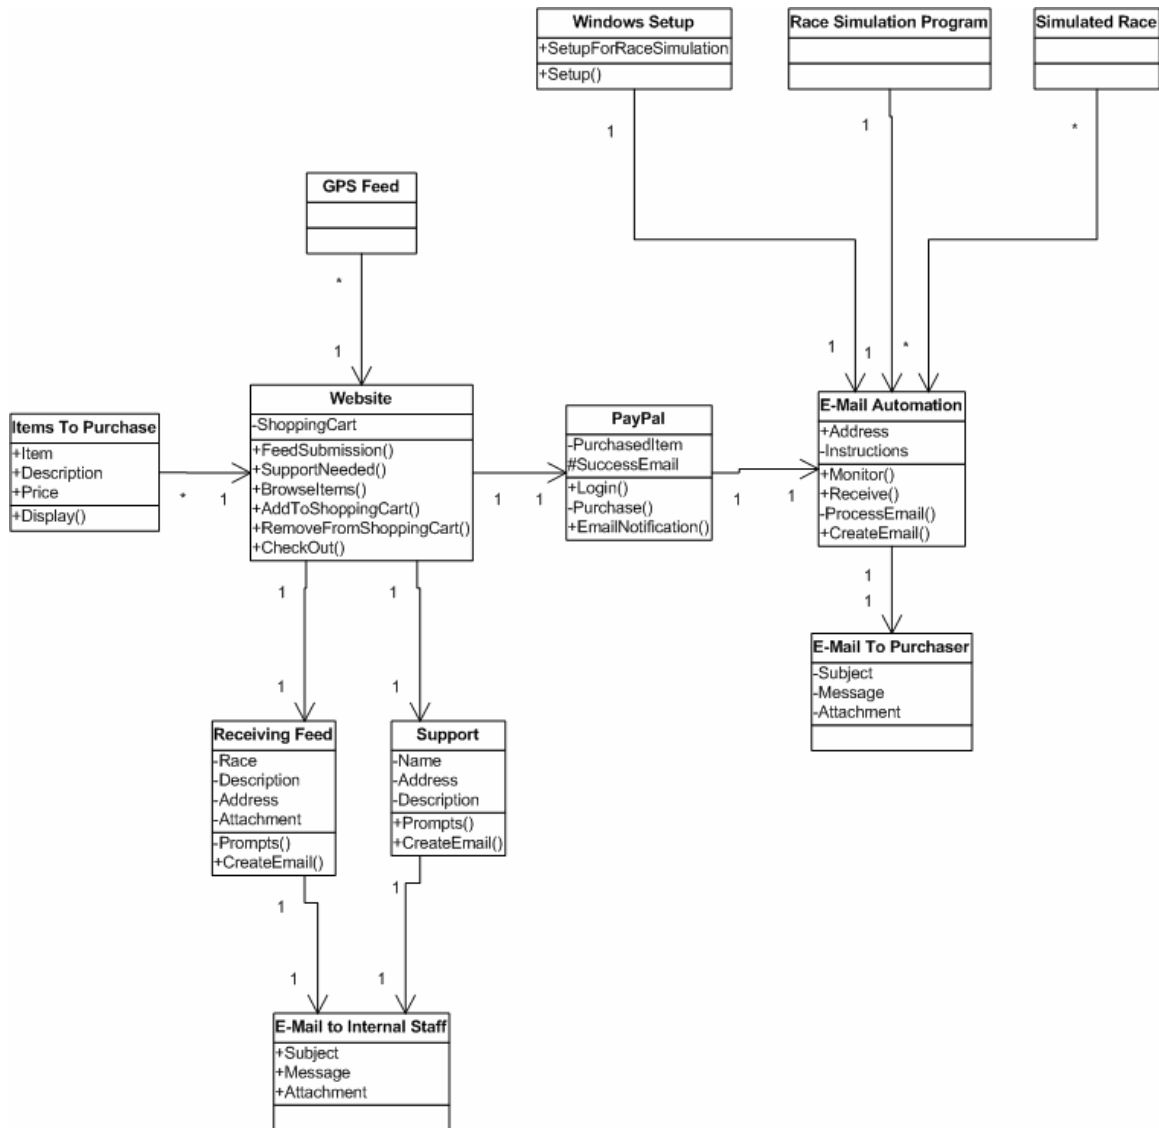 Windows Setup
+SetupForRaceSimulation
+Setup()
Race Simulation Program
Simulated Race
1
1
*
GPS Feed
*
1
1
1
*
Items To Purchase
+Item
+Description
+Price
+Display()
*
1
Website
-ShoppingCart
+FeedSubmission()
+SupportNeeded()
+BrowseItems()
+AddToShoppingCart()
+RemoveFromShoppingCart()
+CheckOut()
1
1
PayPal
-PurchasedItem
#SuccessEmail
+Login()
-Purchase()
+EmailNotification()
1
1
E-Mail Automation
+Address
-Instructions
+Monitor()
+Receive()
-ProcessEmail()
+CreateEmail()
1
1
1
1
E-Mail To Purchaser
-Subject
-Message
-Attachment
1
1
Receiving Feed
-Race
-Description
-Address
-Attachment
-Prompts()
+CreateEmail()
Support
-Name
-Address
-Description
+Prompts()
+CreateEmail()
1
1
1
1
E-Mail to Internal Staff
+Subject
+Message
+Attachment